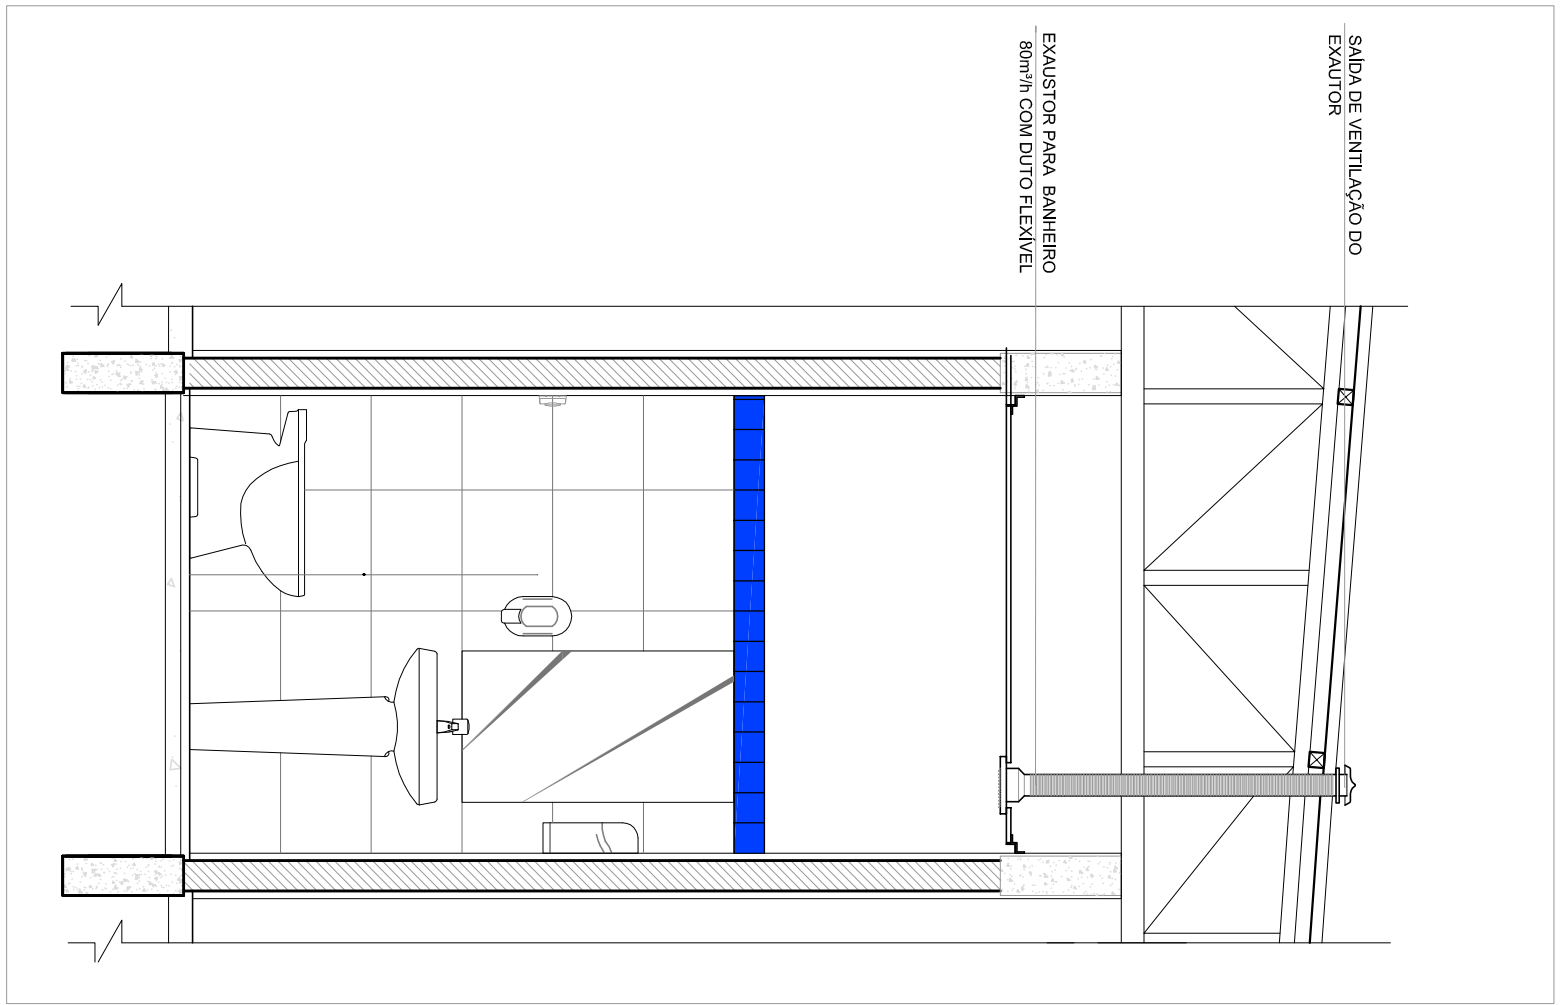 SAÍDA DE VENTILAÇÃO DO
EXAUTOR
EXAUSTOR PARA BANHEIRO
80m³/h COM DUTO FLEXÍVEL